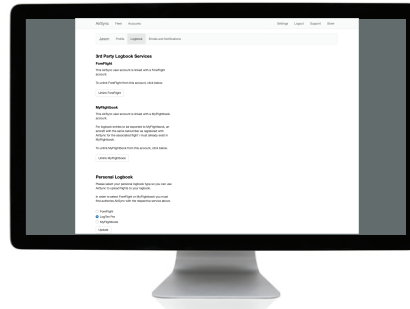 AirSync Fleet Accounts Settings Logout Support Store
Account Profile Logbook Emails and Notifications
3rd Party Logbook Services
ForeFlight
This AirSync user account is linked with a ForeFlight
account.
To unlink ForeFlight from this account, click below.
Unlink ForeFlight
MyFlightbook
This AirSync user account is linked with a MyFlightbook
account.
For logbook entries to be exported to MyFlightbook, an
aircraft with the same tail number as registered with
AirSync for the associated flight must already exist in
MyFlightbook.
To unlink MyFlightbook from this account, click below.
Unlink MyFlightbook
Personal Logbook
Please select your personal logbook type so you can use
AirSync to upload flights to your logbook.
In order to select ForeFlight or MyFlightbook you must
first authorize AirSync with the respective service above.
ForeFlight
LogTen Pro
MyFlightbook
Update